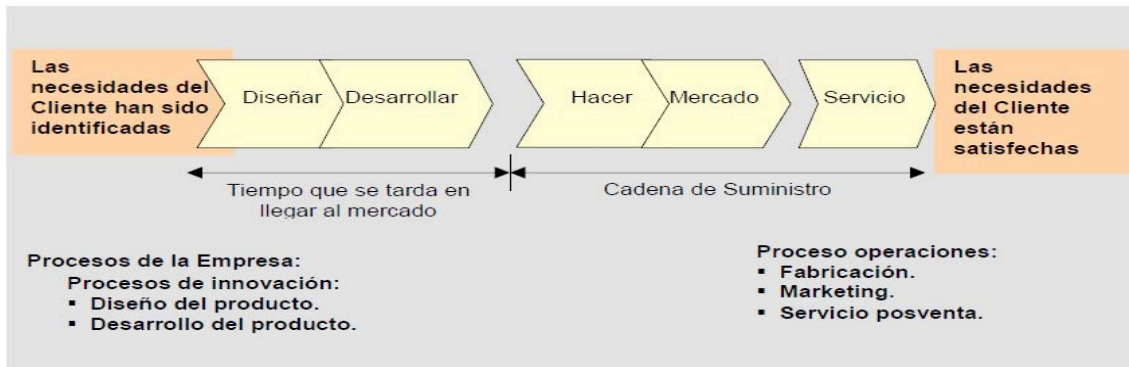 Las
necesidades del
Cliente han sido
identificadas
Diseñar
Desarrollar
Hacer
Mercado
Servicio
Las
necesidades
del Cliente
están
satisfechas
Tiempo que se tarda en
llegar al mercado
Cadena de Suministro
Procesos de la Empresa:
Procesos de innovación:
▪ Diseño del producto.
▪ Desarrollo del producto.
Proceso operaciones:
▪ Fabricación.
▪ Marketing.
▪ Servicio posventa.